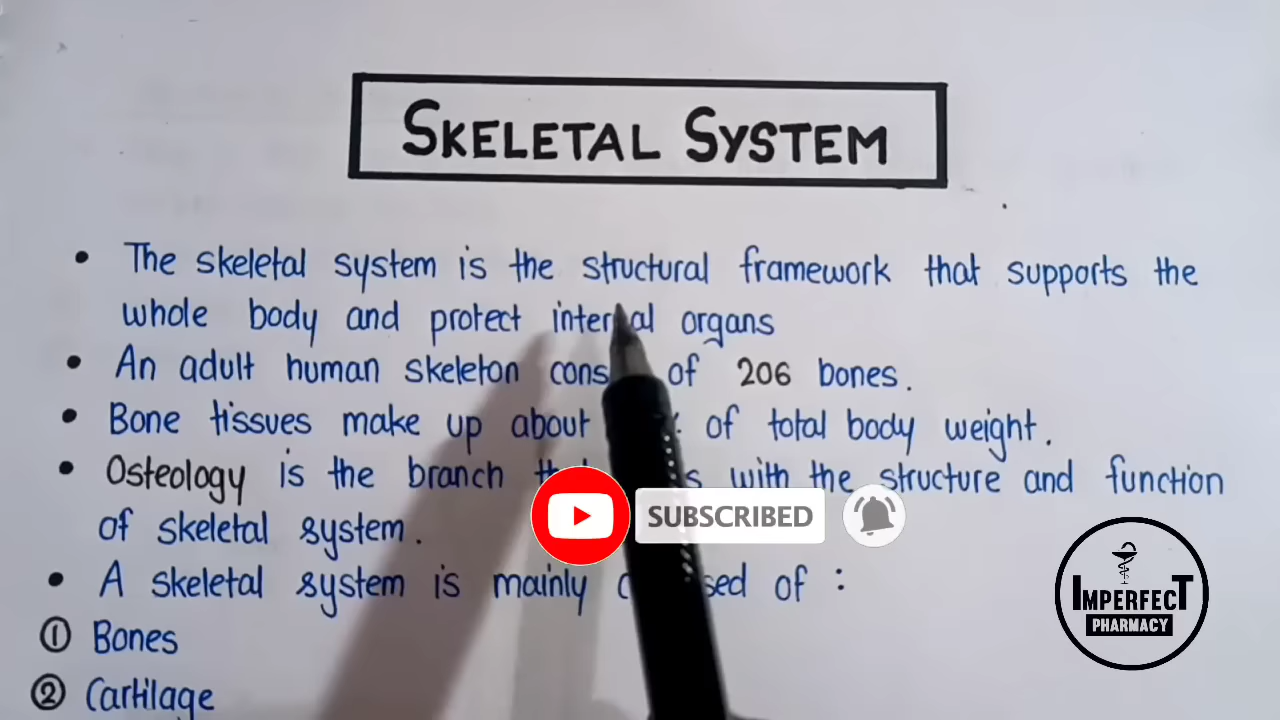 SKELETAL SYSTEM
• The skeletal system is the structural framework that supports the
whole body and protect internal organs
• An adult human skeleton cons of 206 bones.
• Bone tissues make up about % of total body weight.
• Osteology is the branch with the structure and function
of skeletal system.
• A skeletal system is mainly of :
① Bones
② Cartilage
SUBSCRIBED
IMPERFECT
PHARMACY